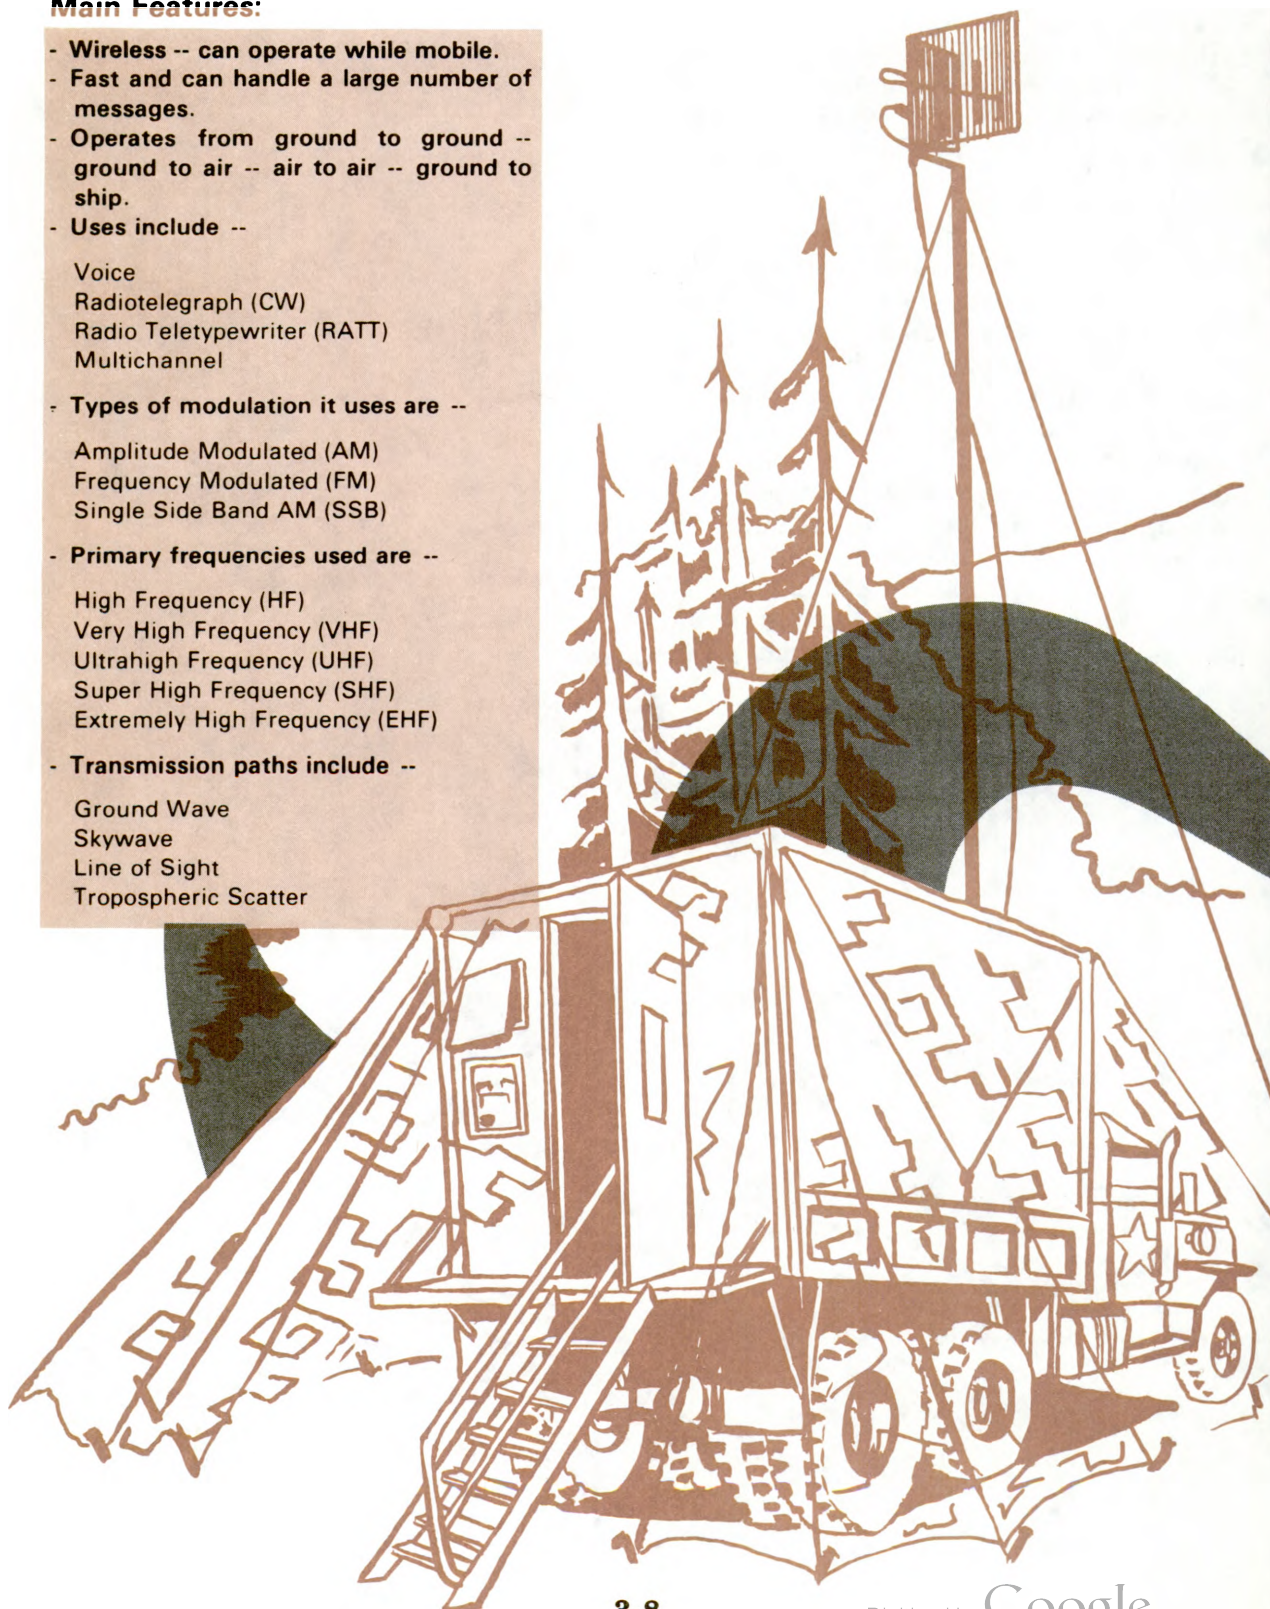 Main Features:
- Wireless -- can operate while mobile.
- Fast and can handle a large number of
messages.
- Operates from ground to ground --
ground to air -- air to air -- ground to
ship.
- Uses include --
Voice
Radiotelegraph (CW)
Radio Teletypewriter (RATT)
Multichannel
- Types of modulation it uses are --
Amplitude Modulated (AM)
Frequency Modulated (FM)
Single Side Band AM (SSB)
- Primary frequencies used are --
High Frequency (HF)
Very High Frequency (VHF)
Ultrahigh Frequency (UHF)
Super High Frequency (SHF)
Extremely High Frequency (EHF)
- Transmission paths include --
Ground Wave
Skywave
Line of Sight
Tropospheric Scatter
3-8
Google